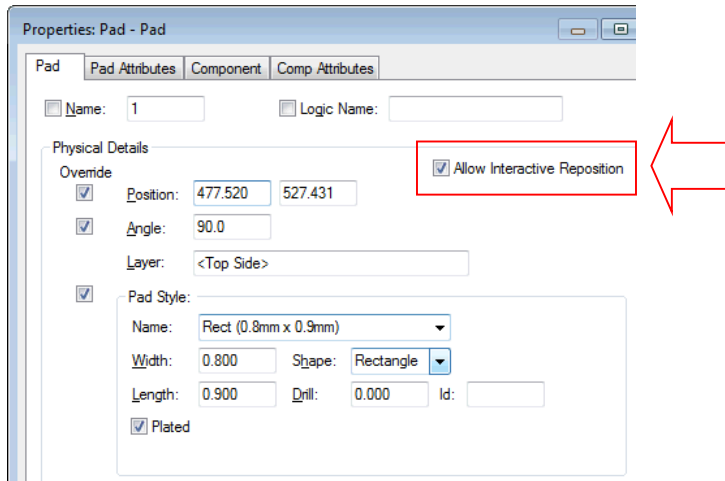 Properties: Pad - Pad
Pad Pad Attributes Component Comp Attributes
Name: 1 Logic Name:
Physical Details
Allow Interactive Reposition
Override
Position: 477.520 527.431
Angle: 90.0
Layer: <Top Side>
Pad Style:
Name: Rect (0.8mm x 0.9mm)
Width: 0.800 Shape: Rectangle
Length: 0.900 Drill: 0.000 Id:
Plated